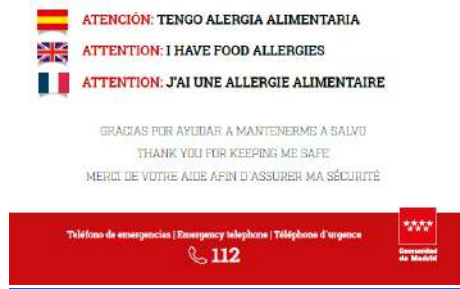 ATENCIÓN: TENGO ALERGIA ALIMENTARIA
ATTENTION: I HAVE FOOD ALLERGIES
ATTENTION: J'AI UNE ALLERGIE ALIMENTAIRE
GRACIAS POR AYUDAR A MANTENERME A SALVO
THANK YOU FOR KEEPING ME SAFE
MERCI DE VOTRE AIDE AFIN D'ASSURER MA SÉCURITÉ
Teléfono de emergencias | Emergency telephone | Téléphone d'urgence
112
Comunidad
de Madrid